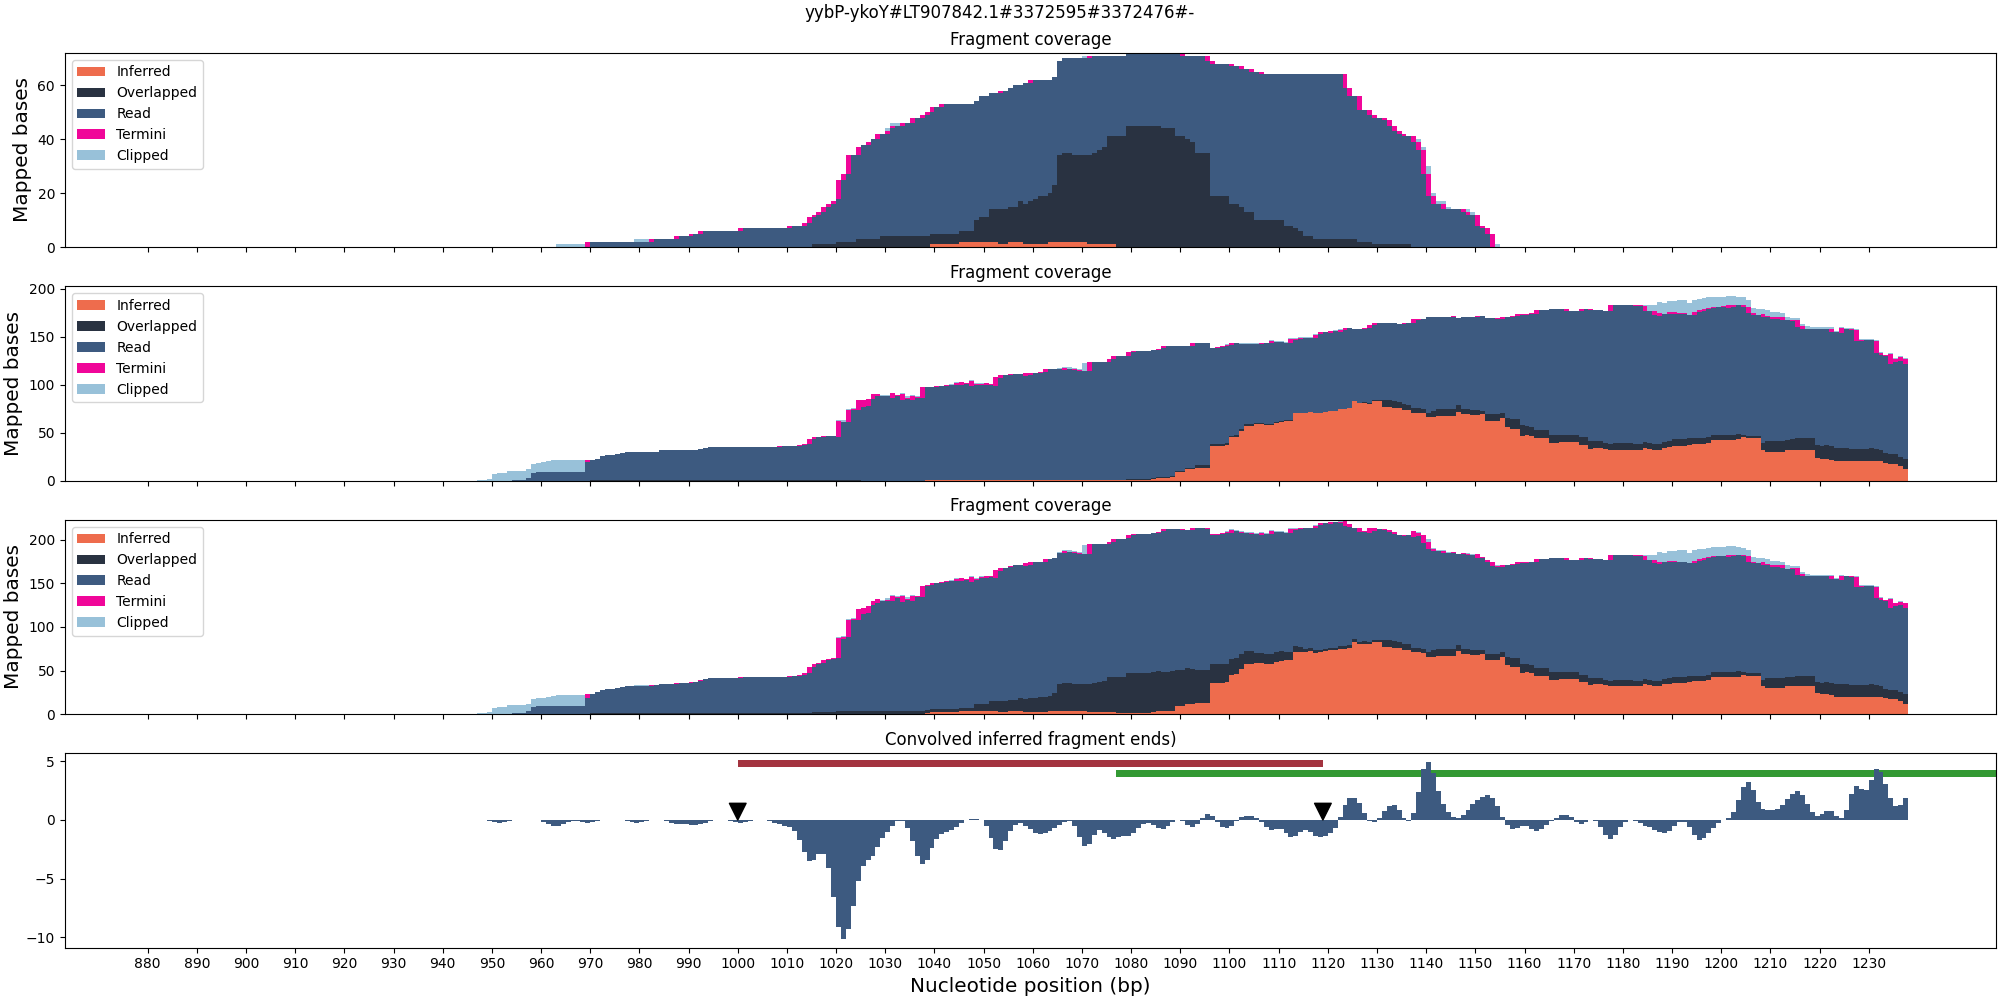 yybP-ykoY#LT907842.1#3372595#3372476#-
Fragment coverage
Mapped bases
60
40
20
0
Inferred
Overlapped
Read
Termini
Clipped
Fragment coverage
Mapped bases
200
150
100
50
0
Inferred
Overlapped
Read
Termini
Clipped
Fragment coverage
Mapped bases
200
150
100
50
0
Inferred
Overlapped
Read
Termini
Clipped
Convolved inferred fragment ends)
5
0
−5
−10
880 890 900 910 920 930 940 950 960 970 980 990 1000 1010 1020 1030 1040 1050 1060 1070 1080 1090 1100 1110 1120 1130 1140 1150 1160 1170 1180 1190 1200 1210 1220 1230
Nucleotide position (bp)